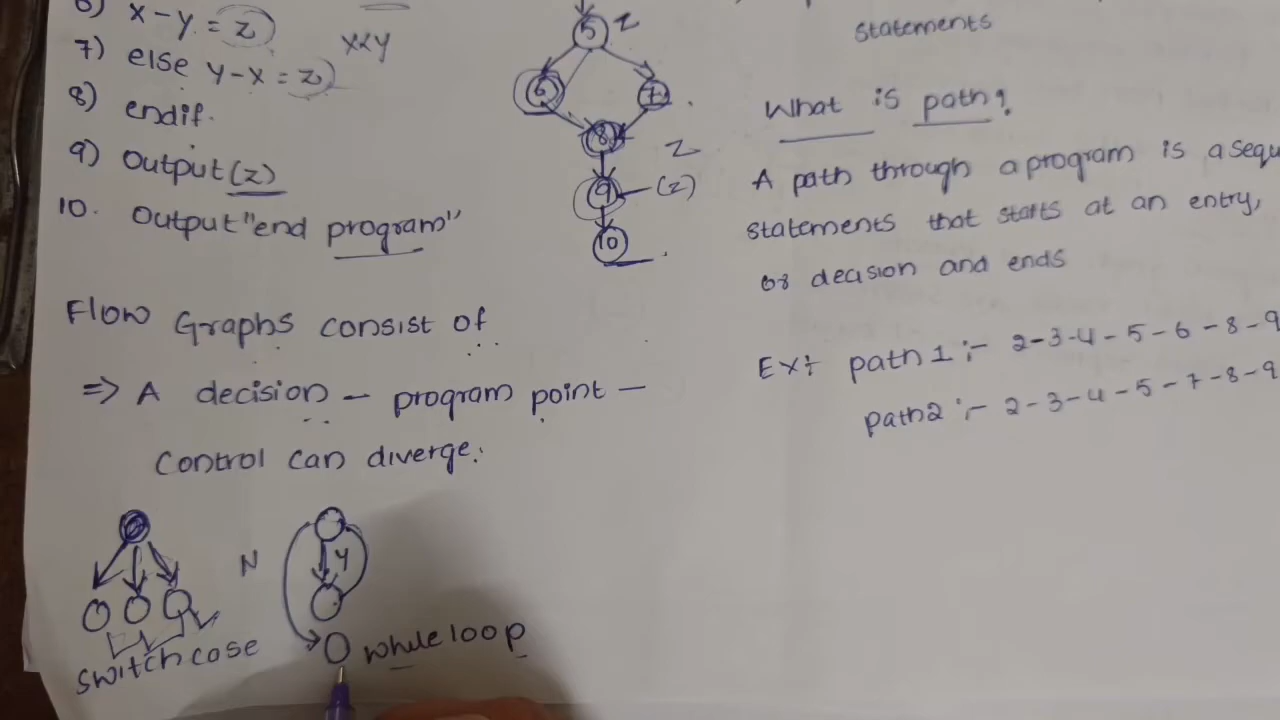 6) x-y = z
7) else y-x = z
x<y
8) endif.
9) output(z)
10. output "end program"
5
z
6
7
8
z
9 (z)
10
Flow Graphs consist of
=> A decision - program point -
control can diverge.
N
Y
switch case
while loop
statements
What is path?
A path through a program is a sequ
statements that starts at an entry,
or decision and ends
Ex:- path 1 :- 2-3-4-5-6-8-9
path2 :- 2-3-4-5-7-8-9